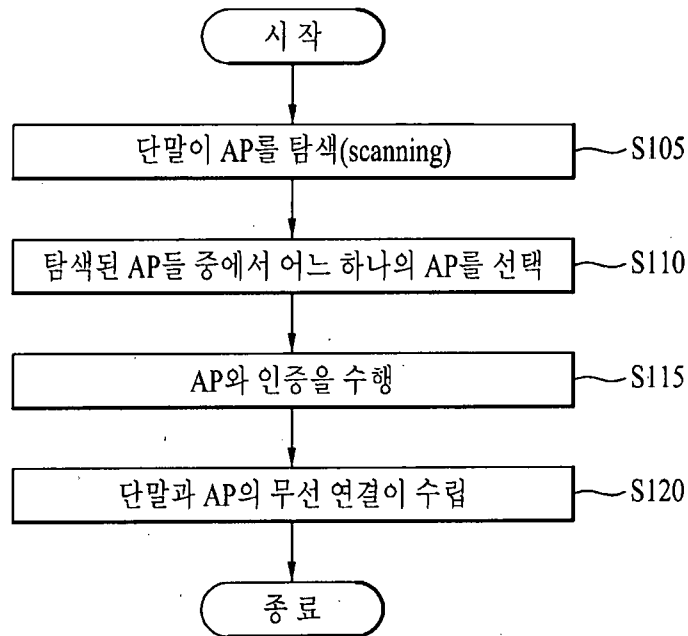 시작
단말이 AP를 탐색(scanning)
S105
탐색된 AP들 중에서 어느 하나의 AP를 선택
S110
AP와 인증을 수행
S115
단말과 AP의 무선 연결이 수립
S120
종료